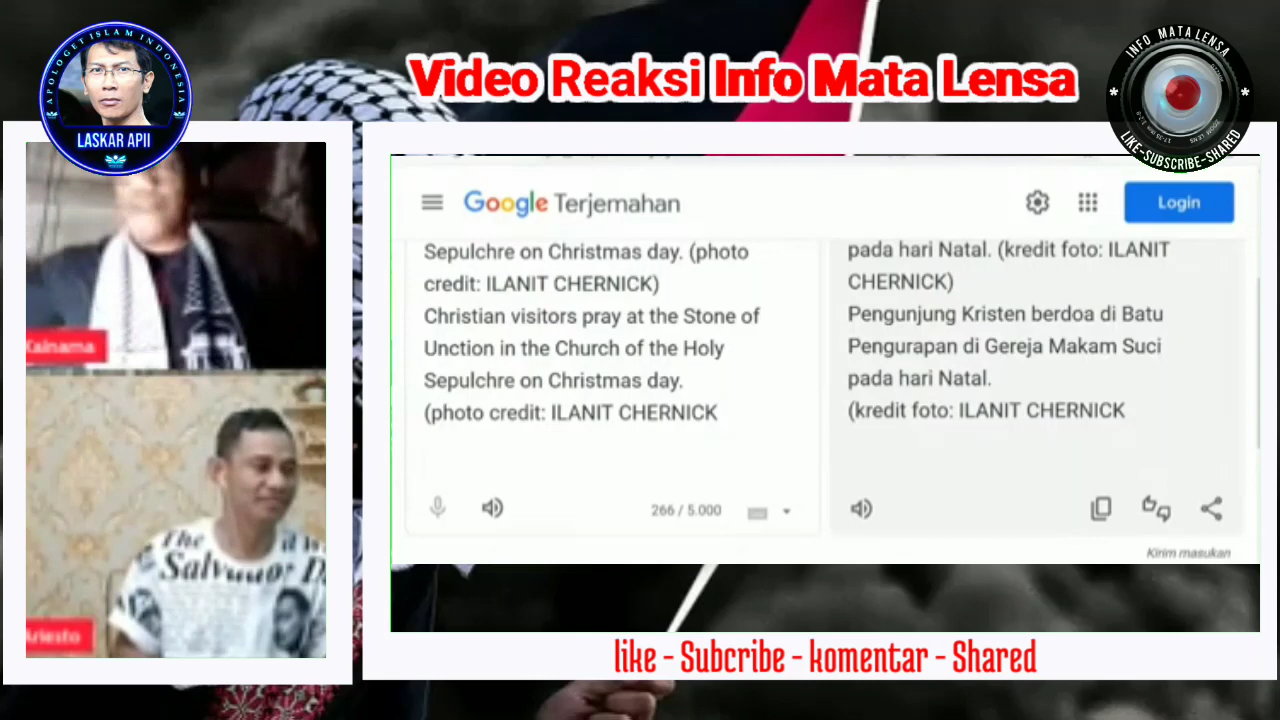 APOLOGET ISLAM INDONESIA
LASKAR APII
Video Reaksi Info Mata Lensa
INFO MATA LENSA
LIKE-SUBSCRIBE-SHARED
Kainama
Ariesto
The
Salvador D
Google Terjemahan
Login
Sepulchre on Christmas day. (photo
credit: ILANIT CHERNICK)
Christian visitors pray at the Stone of
Unction in the Church of the Holy
Sepulchre on Christmas day.
(photo credit: ILANIT CHERNICK
266 / 5.000
pada hari Natal. (kredit foto: ILANIT
CHERNICK)
Pengunjung Kristen berdoa di Batu
Pengurapan di Gereja Makam Suci
pada hari Natal.
(kredit foto: ILANIT CHERNICK
Kirim masukan
like - Subcribe - komentar - Shared